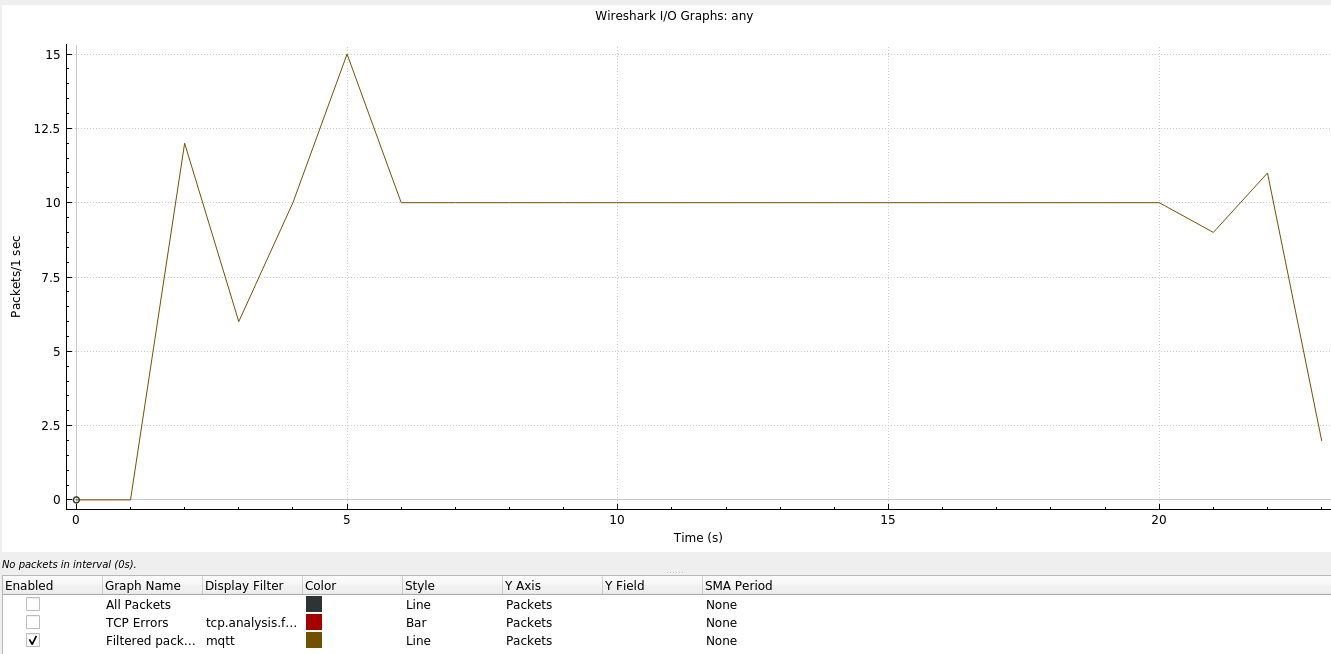 Wireshark I/O Graphs: any
15
12.5
10
7.5
5
2.5
0
Packets/1 sec
0 5 10 15 20
Time (s)
No packets in interval (0s).
Enabled Graph Name Display Filter Color Style Y Axis Y Field SMA Period
All Packets Line Packets None
TCP Errors tcp.analysis.f... Bar Packets None
Filtered pack... mqtt Line Packets None